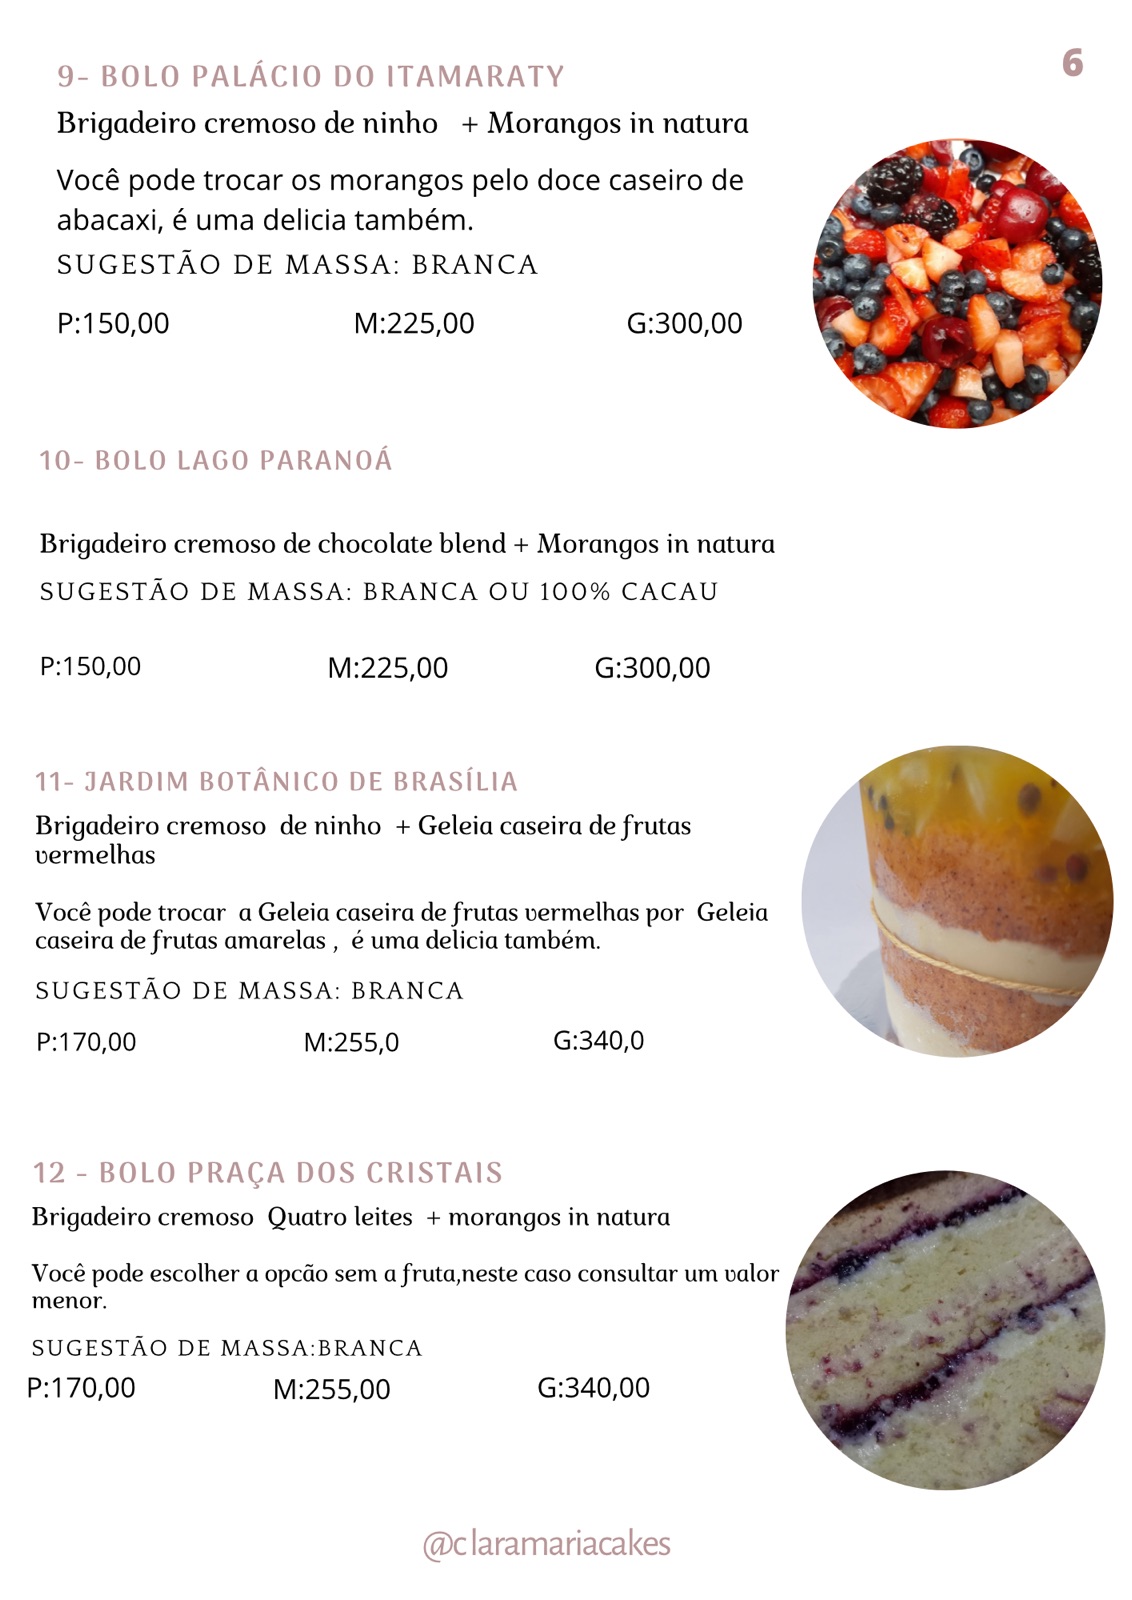 6
9- BOLO PALÁCIO DO ITAMARATY
Brigadeiro cremoso de ninho + Morangos in natura
Você pode trocar os morangos pelo doce caseiro de
abacaxi, é uma delicia também.
SUGESTÃO DE MASSA: BRANCA
P:150,00 M:225,00 G:300,00
10- BOLO LAGO PARANOÁ
Brigadeiro cremoso de chocolate blend + Morangos in natura
SUGESTÃO DE MASSA: BRANCA OU 100% CACAU
P:150,00 M:225,00 G:300,00
11- JARDIM BOTÂNICO DE BRASÍLIA
Brigadeiro cremoso de ninho + Geleia caseira de frutas
vermelhas
Você pode trocar a Geleia caseira de frutas vermelhas por Geleia
caseira de frutas amarelas , é uma delicia também.
SUGESTÃO DE MASSA: BRANCA
P:170,00 M:255,0 G:340,0
12 - BOLO PRAÇA DOS CRISTAIS
Brigadeiro cremoso Quatro leites + morangos in natura
Você pode escolher a opcão sem a fruta,neste caso consultar um valor
menor.
SUGESTÃO DE MASSA:BRANCA
P:170,00 M:255,00 G:340,00
@claramariacakes